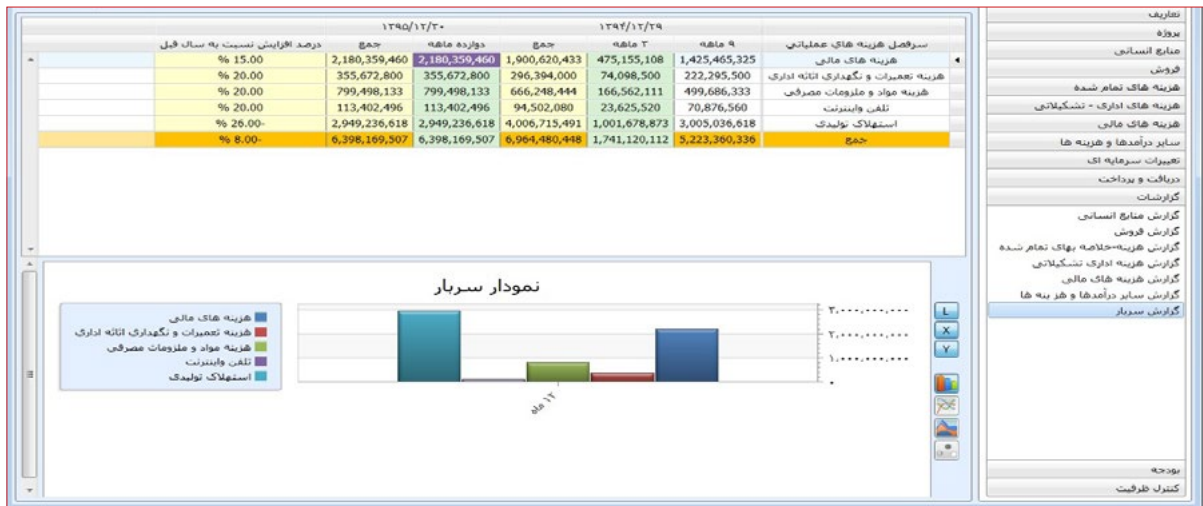 ۱۳۹۴/۱۲/۲۹ ۱۳۹۵/۱۲/۳۰
سرفصل هزینه های عملیاتی ۹ ماهه ۳ ماهه جمع دوازده ماهه جمع درصد افزایش نسبت به سال قبل
هزینه های مالی 1,425,465,325 475,155,108 1,900,620,433 2,180,359,460 2,180,359,460 % 15.00
هزینه تعمیرات و نگهداری اثاثه اداری 222,295,500 74,098,500 296,394,000 355,672,800 355,672,800 % 20.00
هزینه مواد و ملزومات مصرفی 499,686,333 166,562,111 666,248,444 799,498,133 799,498,133 % 20.00
تلفن واینترنت 70,876,560 23,625,520 94,502,080 113,402,496 113,402,496 % 20.00
استهلاک تولیدی 3,005,036,618 1,001,678,873 4,006,715,491 2,949,236,618 2,949,236,618 % 26.00-
جمع 5,223,360,336 1,741,120,112 6,964,480,448 6,398,169,507 6,398,169,507 % 8.00-
نمودار سربار
۳,۰۰۰,۰۰۰,۰۰۰
۲,۰۰۰,۰۰۰,۰۰۰
۱,۰۰۰,۰۰۰,۰۰۰
۰
۱۲ ماه
هزینه های مالی
هزینه تعمیرات و نگهداری اثاثه اداری
هزینه مواد و ملزومات مصرفی
تلفن واینترنت
استهلاک تولیدی
L
X
Y
تعاریف
پروژه
منابع انسانی
فروش
هزینه های تمام شده
هزینه های اداری - تشکیلاتی
هزینه های مالی
سایر درآمدها و هزینه ها
تغییرات سرمایه ای
دریافت و پرداخت
گزارشات
گزارش منابع انسانی
گزارش فروش
گزارش هزینه-خلاصه بهای تمام شده
گزارش هزینه اداری تشکیلاتی
گزارش هزینه های مالی
گزارش سایر درآمدها و هز ینه ها
گزارش سربار
بودجه
کنترل ظرفیت